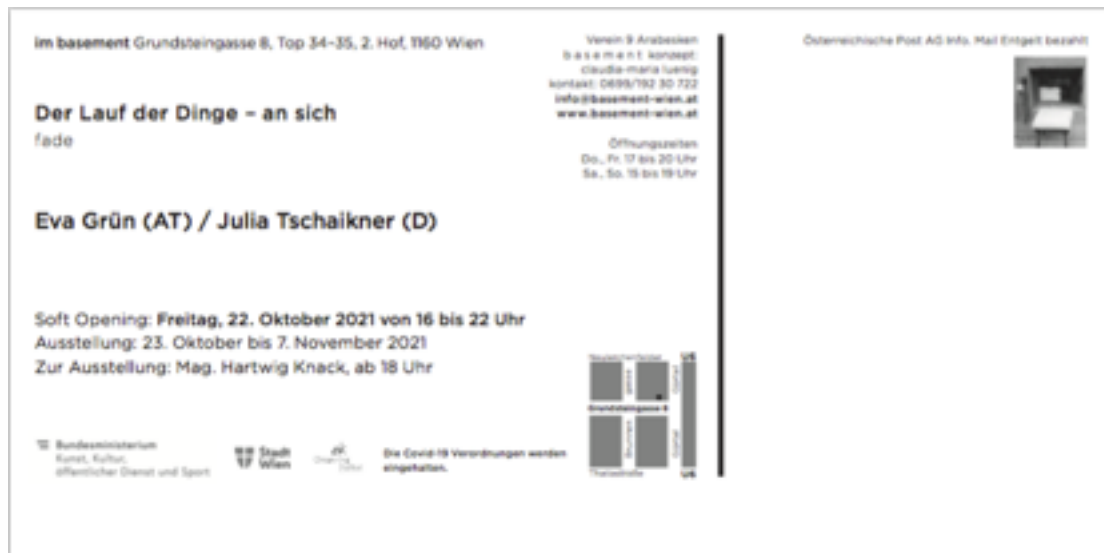 im basement Grundsteingasse 8, Top 34–35, 2. Hof, 1160 Wien
Der Lauf der Dinge – an sich
fade
Eva Grün (AT) / Julia Tschaikner (D)
Soft Opening: Freitag, 22. Oktober 2021 von 16 bis 22 Uhr
Ausstellung: 23. Oktober bis 7. November 2021
Zur Ausstellung: Mag. Hartwig Knack, ab 18 Uhr
Bundesministerium
Kunst, Kultur,
öffentlicher Dienst und Sport
Stadt
Wien
Die Covid-19 Verordnungen werden
eingehalten.
Verein 9 Arabesken
basement konzept:
claudia-maria luenig
kontakt: 0699/192 30 722
info@basement-wien.at
www.basement-wien.at
Öffnungszeiten
Do., Fr. 17 bis 20 Uhr
Sa., So. 15 bis 19 Uhr
U6
Grundsteingasse 8
Thaliastraße
U6
Österreichische Post AG Info. Mail Entgelt bezahlt